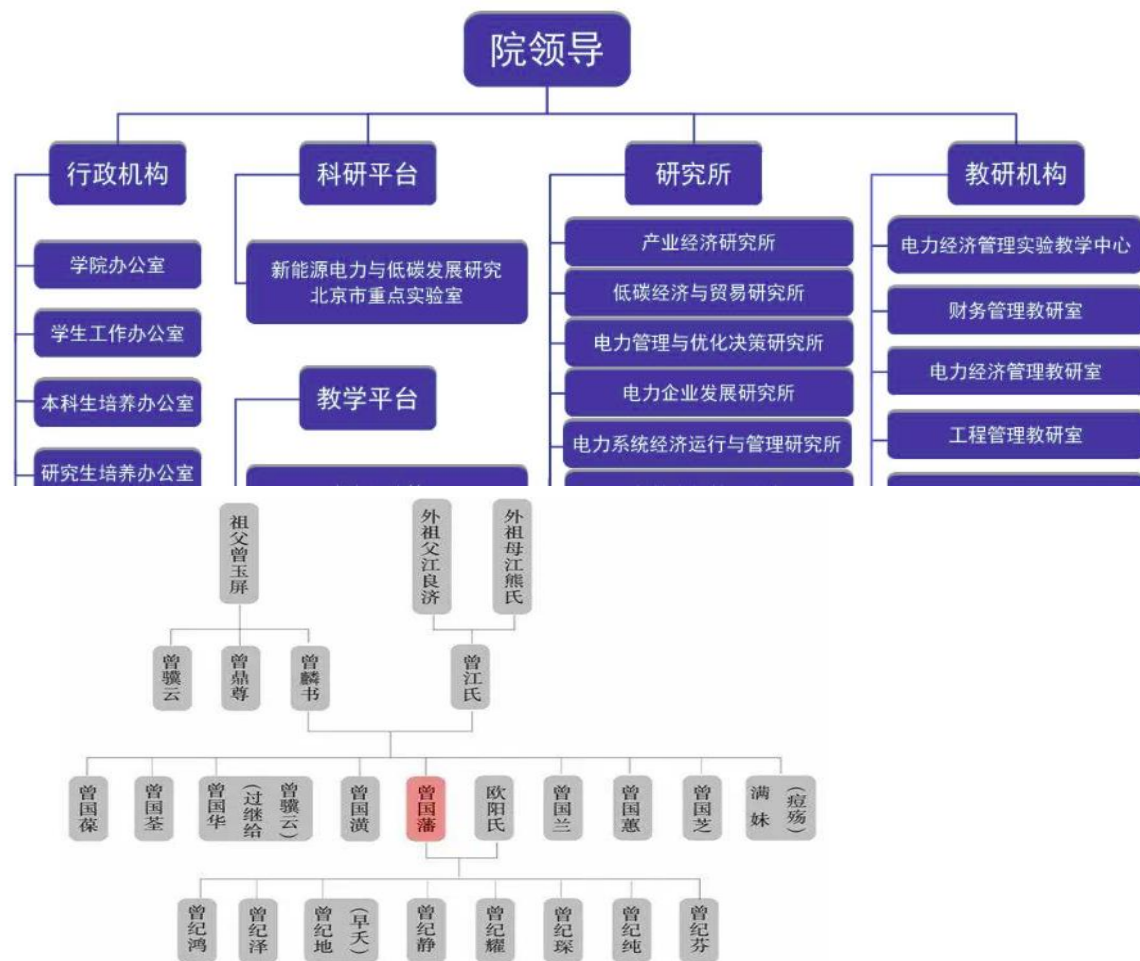 院领导
行政机构
科研平台
研究所
教研机构
学院办公室
学生工作办公室
本科生培养办公室
研究生培养办公室
新能源电力与低碳发展研究
北京市重点实验室
教学平台
产业经济研究所
低碳经济与贸易研究所
电力管理与优化决策研究所
电力企业发展研究所
电力系统经济运行与管理研究所
电力经济管理实验教学中心
财务管理教研室
电力经济管理教研室
工程管理教研室
祖父曾玉屏
外祖父江良济
外祖母江熊氏
曾骥云
曾鼎尊
曾麟书
曾江氏
曾国葆
曾国荃
曾国华
(过继给
曾骥云)
曾国潢
曾国藩
欧阳氏
曾国兰
曾国蕙
曾国芝
满妹
(痘殇)
曾纪鸿
曾纪泽
曾纪地
(早夭)
曾纪静
曾纪耀
曾纪琛
曾纪纯
曾纪芬